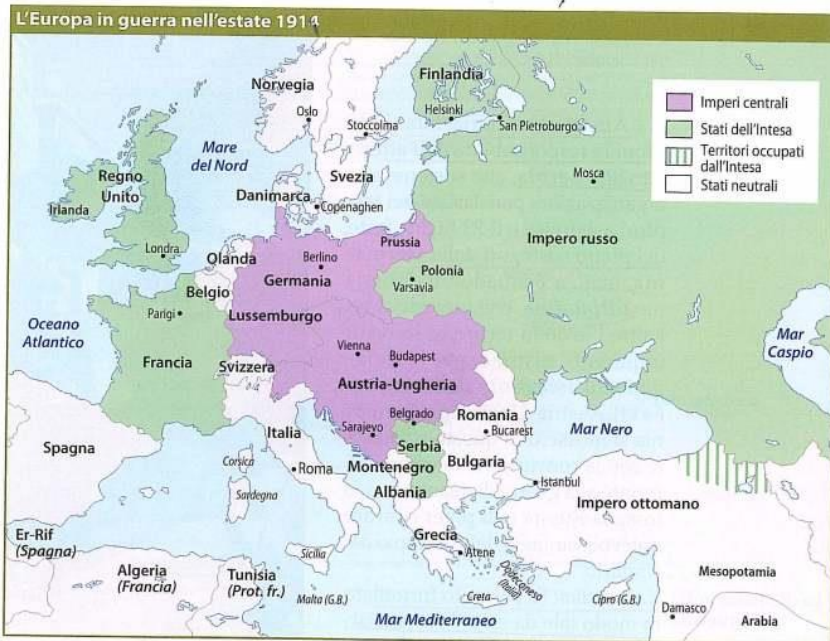 L'Europa in guerra nell'estate 1914
Imperi centrali
Stati dell'Intesa
Territori occupati
dall'Intesa
Stati neutrali
Norvegia
Oslo
Stoccolma
Svezia
Finlandia
Helsinki
San Pietroburgo
Mosca
Mare
del Nord
Regno
Unito
Irlanda
Londra
Danimarca
Copenaghen
Prussia
Impero russo
Olanda
Berlino
Germania
Polonia
Varsavia
Belgio
Lussemburgo
Oceano
Atlantico
Parigi
Francia
Svizzera
Vienna
Budapest
Austria-Ungheria
Mar
Caspio
Belgrado
Sarajevo
Serbia
Romania
Bucarest
Mar Nero
Spagna
Italia
Corsica
Roma
Sardegna
Montenegro
Albania
Bulgaria
Istanbul
Impero ottomano
Er-Rif
(Spagna)
Algeria
(Francia)
Tunisia
(Prot. fr.)
Sicilia
Malta (G.B.)
Grecia
Atene
Dodecaneso
(Italia)
Creta
Cipro (G.B.)
Mar Mediterraneo
Mesopotamia
Damasco
Arabia